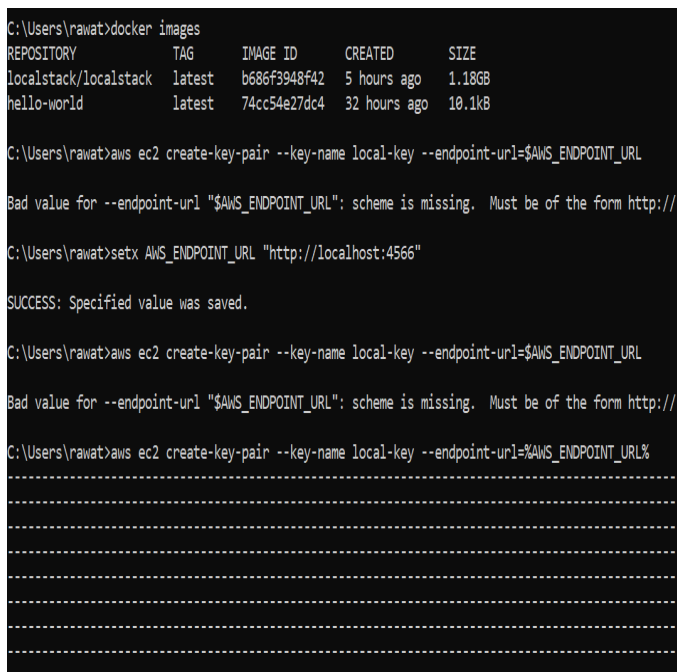 C:\Users\rawat>docker images
REPOSITORY TAG IMAGE ID CREATED SIZE
localstack/localstack latest b686f3948f42 5 hours ago 1.18GB
hello-world latest 74cc54e27dc4 32 hours ago 10.1kB
C:\Users\rawat>aws ec2 create-key-pair --key-name local-key --endpoint-url=$AWS_ENDPOINT_URL
Bad value for --endpoint-url "$AWS_ENDPOINT_URL": scheme is missing. Must be of the form http://
C:\Users\rawat>setx AWS_ENDPOINT_URL "http://localhost:4566"
SUCCESS: Specified value was saved.
C:\Users\rawat>aws ec2 create-key-pair --key-name local-key --endpoint-url=$AWS_ENDPOINT_URL
Bad value for --endpoint-url "$AWS_ENDPOINT_URL": scheme is missing. Must be of the form http://
C:\Users\rawat>aws ec2 create-key-pair --key-name local-key --endpoint-url=%AWS_ENDPOINT_URL%